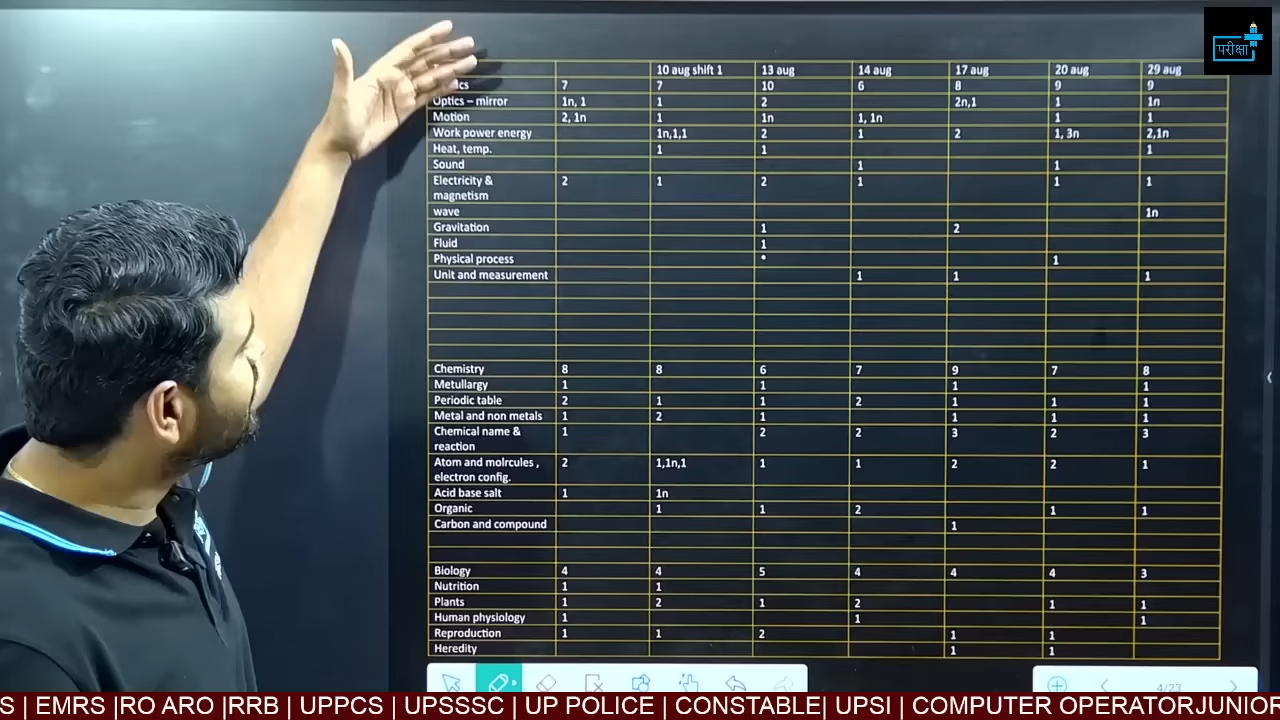 परीक्षा
10 aug shift 1 13 aug 14 aug 17 aug 20 aug 29 aug
7 7 10 6 8 9 9
Optics – mirror 1n, 1 1 2 2n,1 1 1n
Motion 2, 1n 1 1n 1, 1n 1 1
Work power energy 1n,1,1 2 1 2 1, 3n 2,1n
Heat, temp. 1 1 1
Sound 1 1
Electricity & 2 1 2 1 1 1
magnetism
wave 1n
Gravitation 1 2
Fluid 1
Physical process * 1
Unit and measurement 1 1 1
Chemistry 8 8 6 7 9 7 8
Metullargy 1 1 1 1
Periodic table 2 1 1 2 1 1 1
Metal and non metals 1 2 1 1 1 1
Chemical name & 1 2 2 3 2 3
reaction
Atom and molrcules , 2 1,1n,1 1 1 2 2 1
electron config.
Acid base salt 1 1n
Organic 1 1 2 1 1
Carbon and compound 1
Biology 4 4 5 4 4 4 3
Nutrition 1 1
Plants 1 2 1 2 1 1
Human physiology 1 1 1
Reproduction 1 1 2 1 1
Heredity 1 1
4/23
S | EMRS |RO ARO |RRB | UPPCS | UPSSSC | UP POLICE | CONSTABLE| UPSI | COMPUTER OPERATORJUNIOR